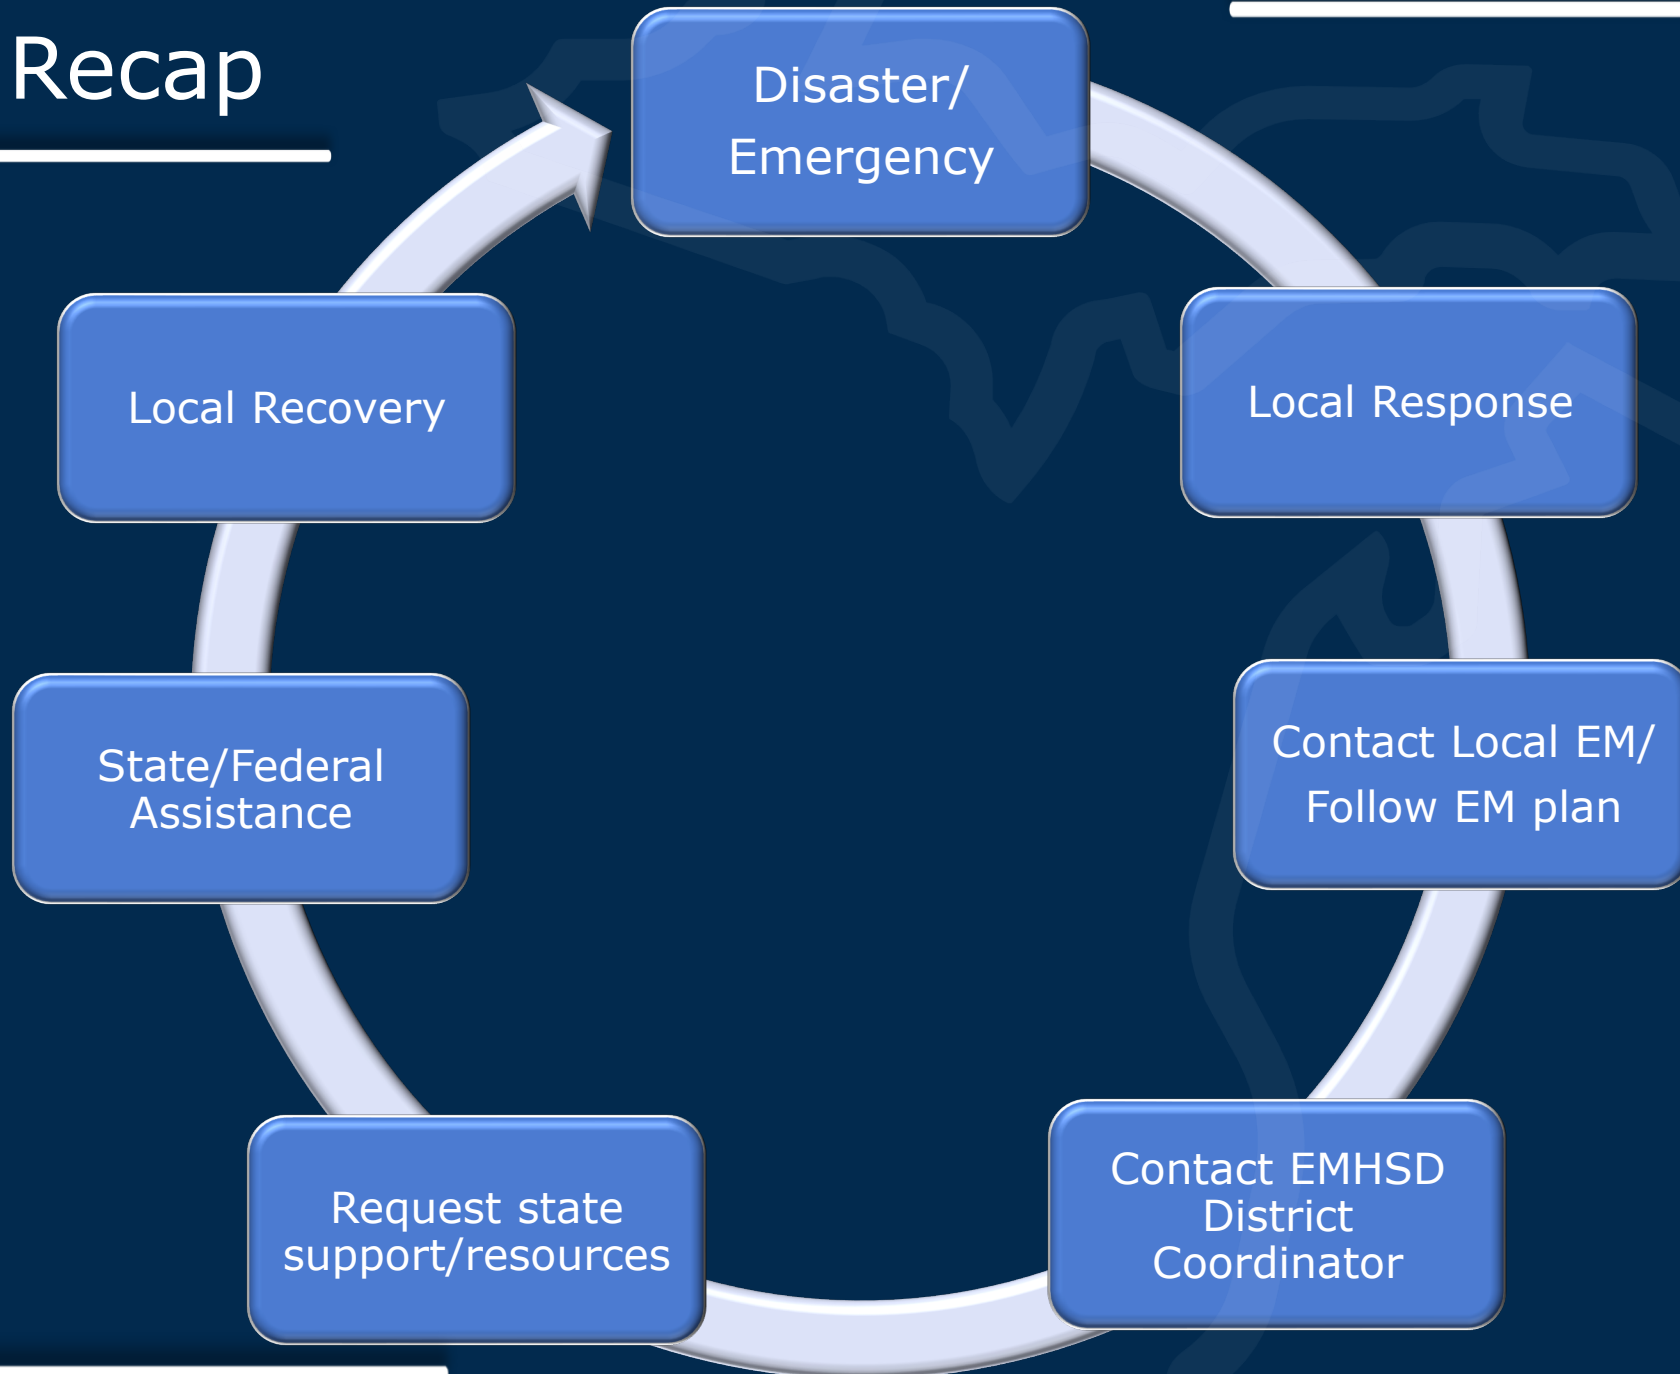 Recap
Disaster/
Emergency
Local Response
Contact Local EM/
Follow EM plan
Contact EMHSD
District
Coordinator
Request state
support/resources
State/Federal
Assistance
Local Recovery